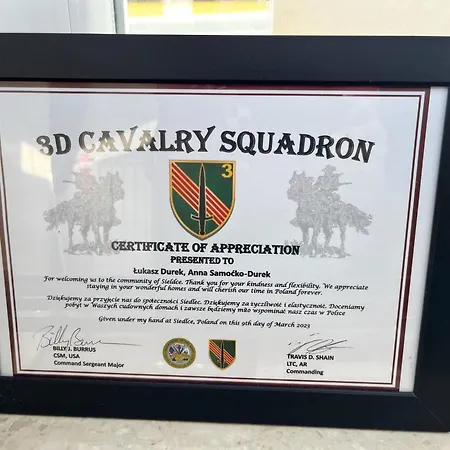 3D CAVALRY SQUADRON
3
CERTIFICATE OF APPRECIATION
PRESENTED TO
Łukasz Durek, Anna Samoćko-Durek
For welcoming us to the community of Sieldce. Thank you for your kindness and flexibility. We appreciate
staying in your wonderful homes and will cherish our time in Poland forever.
Dziękujemy za przyjęcie nas do społeczności Siedlce. Dziękujemy za życzliwość i elastyczność. Doceniamy
pobyt w Waszych cudownych domach i zawsze będziemy miło wspominać nasz czas w Polsce
Given under my hand at Siedlce, Poland on this 9th day of March 2023
BILLY J. BURRUS
CSM, USA
Command Sergeant Major
TRAVIS D. SHAIN
LTC, AR
Commanding